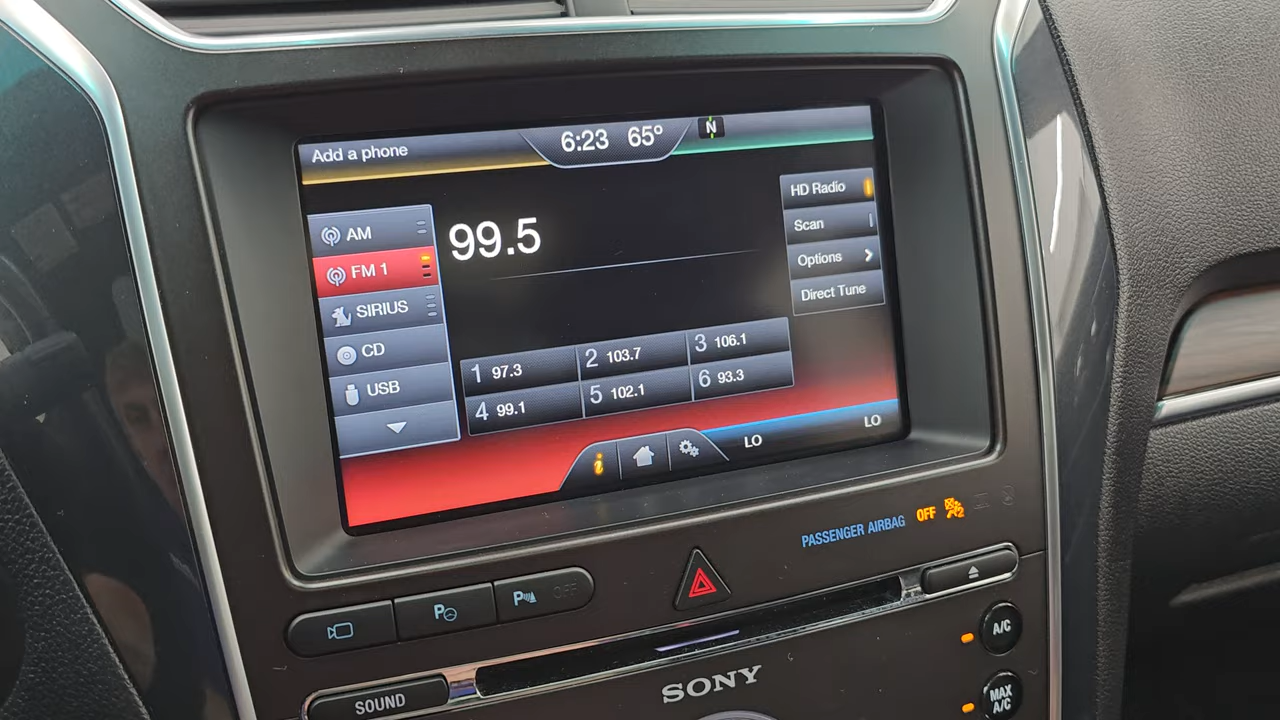 Add a phone
6:23 65° N
AM
FM 1
SIRIUS
CD
USB
99.5
HD Radio
Scan
Options
Direct Tune
1 97.3 2 103.7 3 106.1
4 99.1 5 102.1 6 93.3
i
LO LO
PASSENGER AIRBAG OFF 2
P P OFF
A/C
SOUND
SONY
MAX
A/C